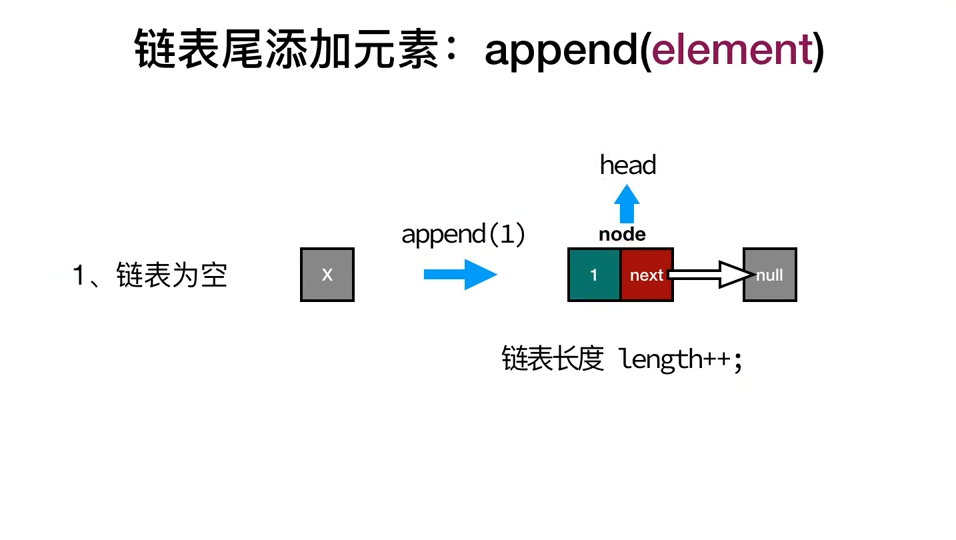 链表尾添加元素：append(element)
head
append(1)
node
1、链表为空
X
1
next
null
链表长度 length++;